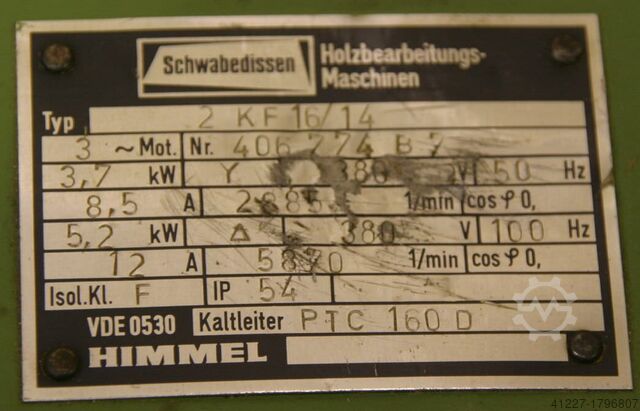 Schwabedissen Holzbearbeitungs-
Maschinen
Typ 2 KF 16/14
3 ~Mot. Nr. 406 774 B 7
3,7 kW Y 380 V 50 Hz
8,5 A 1/min cos φ 0,
5,2 kW Δ 380 V 100 Hz
12 A 5870 1/min cos φ 0,
Isol.Kl. F IP 54
VDE 0530 Kaltleiter PTC 160 D
HIMMEL
41227-1796807